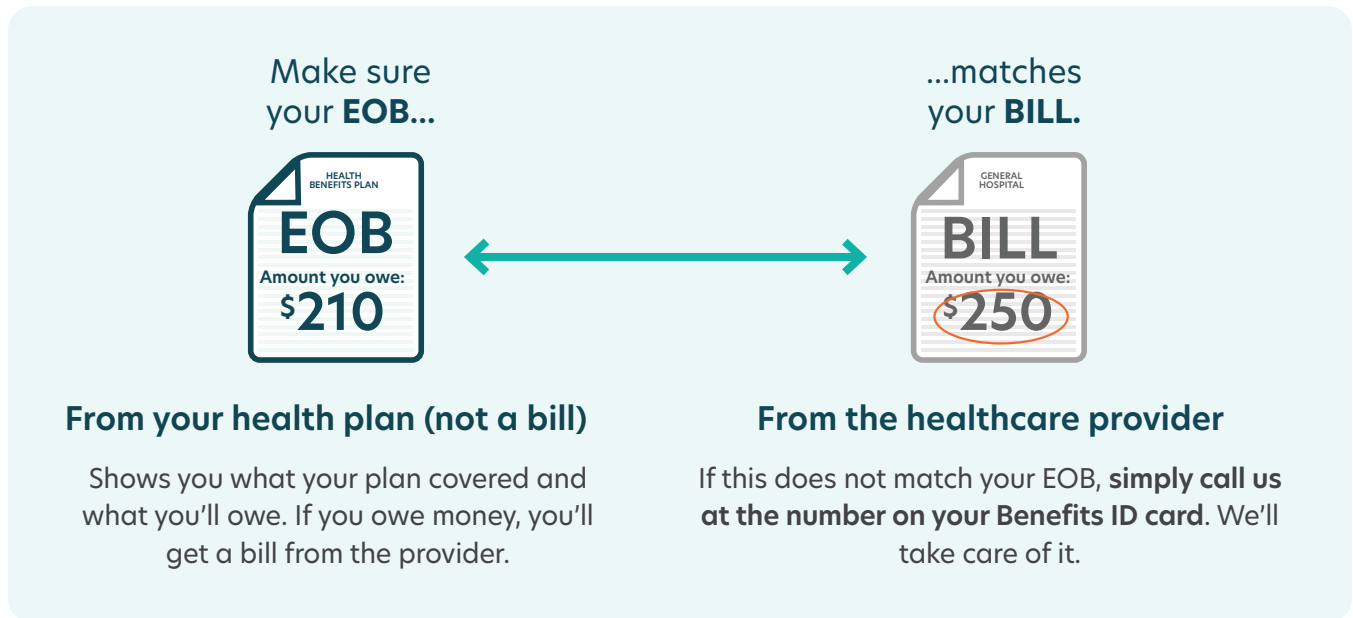 Make sure
your EOB...
HEALTH
BENEFITS PLAN
EOB
Amount you owe:
$210
From your health plan (not a bill)
Shows you what your plan covered and
what you'll owe. If you owe money, you'll
get a bill from the provider.
...matches
your BILL.
GENERAL
HOSPITAL
BILL
Amount you owe:
$250
From the healthcare provider
If this does not match your EOB, simply call us
at the number on your Benefits ID card. We'll
take care of it.